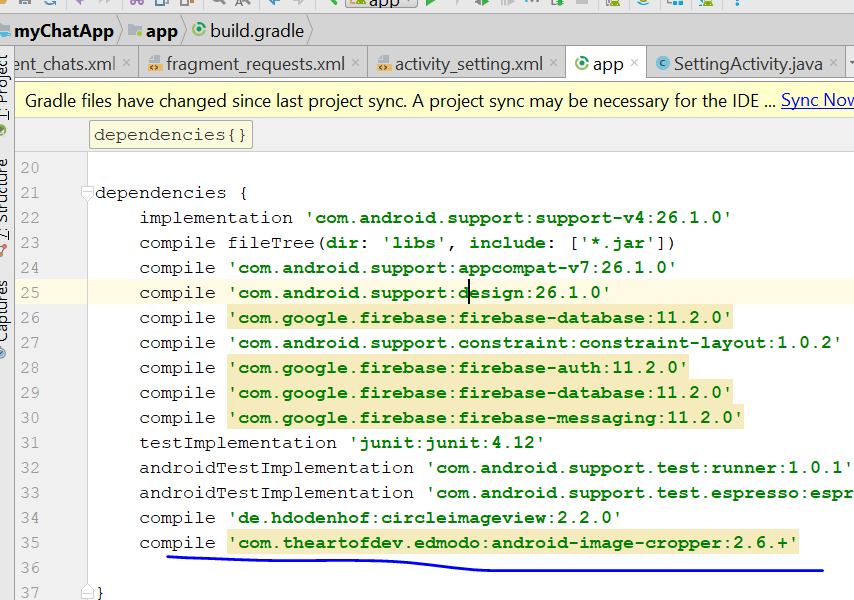 app
myChatApp app build.gradle
ent_chats.xml fragment_requests.xml activity_setting.xml app SettingActivity.java
1: Project
Gradle files have changed since last project sync. A project sync may be necessary for the IDE ... Sync Now
dependencies{}
20
21 dependencies {
22 implementation 'com.android.support:support-v4:26.1.0'
23 compile fileTree(dir: 'libs', include: ['*.jar'])
24 compile 'com.android.support:appcompat-v7:26.1.0'
25 compile 'com.android.support:design:26.1.0'
26 compile 'com.google.firebase:firebase-database:11.2.0'
27 compile 'com.android.support.constraint:constraint-layout:1.0.2'
28 compile 'com.google.firebase:firebase-auth:11.2.0'
29 compile 'com.google.firebase:firebase-database:11.2.0'
30 compile 'com.google.firebase:firebase-messaging:11.2.0'
31 testImplementation 'junit:junit:4.12'
32 androidTestImplementation 'com.android.support.test:runner:1.0.1'
33 androidTestImplementation 'com.android.support.test.espresso:espr
34 compile 'de.hdodenhof:circleimageview:2.2.0'
35 compile 'com.theartofdev.edmodo:android-image-cropper:2.6.+'
36
37 }
7: Structure
Captures